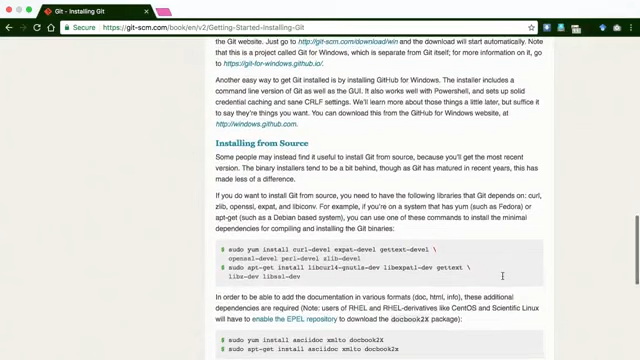 Git - Installing Git
Secure https://git-scm.com/book/en/v2/Getting-Started-Installing-Git
the Git website. Just go to http://git-scm.com/download/win and the download will start automatically. Note
that this is a project called Git for Windows, which is separate from Git itself; for more information on it, go
to https://git-for-windows.github.io/.
Another easy way to get Git installed is by installing GitHub for Windows. The installer includes a
command line version of Git as well as the GUI. It also works well with Powershell, and sets up solid
credential caching and sane CRLF settings. We'll learn more about those things a little later, but suffice it
to say they're things you want. You can download this from the GitHub for Windows website, at
http://windows.github.com.
Installing from Source
Some people may instead find it useful to install Git from source, because you'll get the most recent
version. The binary installers tend to be a bit behind, though as Git has matured in recent years, this has
made less of a difference.
If you do want to install Git from source, you need to have the following libraries that Git depends on: curl,
zlib, openssl, expat, and libiconv. For example, if you're on a system that has yum (such as Fedora) or
apt-get (such as a Debian based system), you can use one of these commands to install the minimal
dependencies for compiling and installing the Git binaries:
$ sudo yum install curl-devel expat-devel gettext-devel \
openssl-devel perl-devel zlib-devel
$ sudo apt-get install libcurl4-gnutls-dev libexpat1-dev gettext \
libz-dev libssl-dev
In order to be able to add the documentation in various formats (doc, html, info), these additional
dependencies are required (Note: users of RHEL and RHEL-derivatives like CentOS and Scientific Linux
will have to enable the EPEL repository to download the docbook2X package):
$ sudo yum install asciidoc xmlto docbook2X
$ sudo apt-get install asciidoc xmlto docbook2x